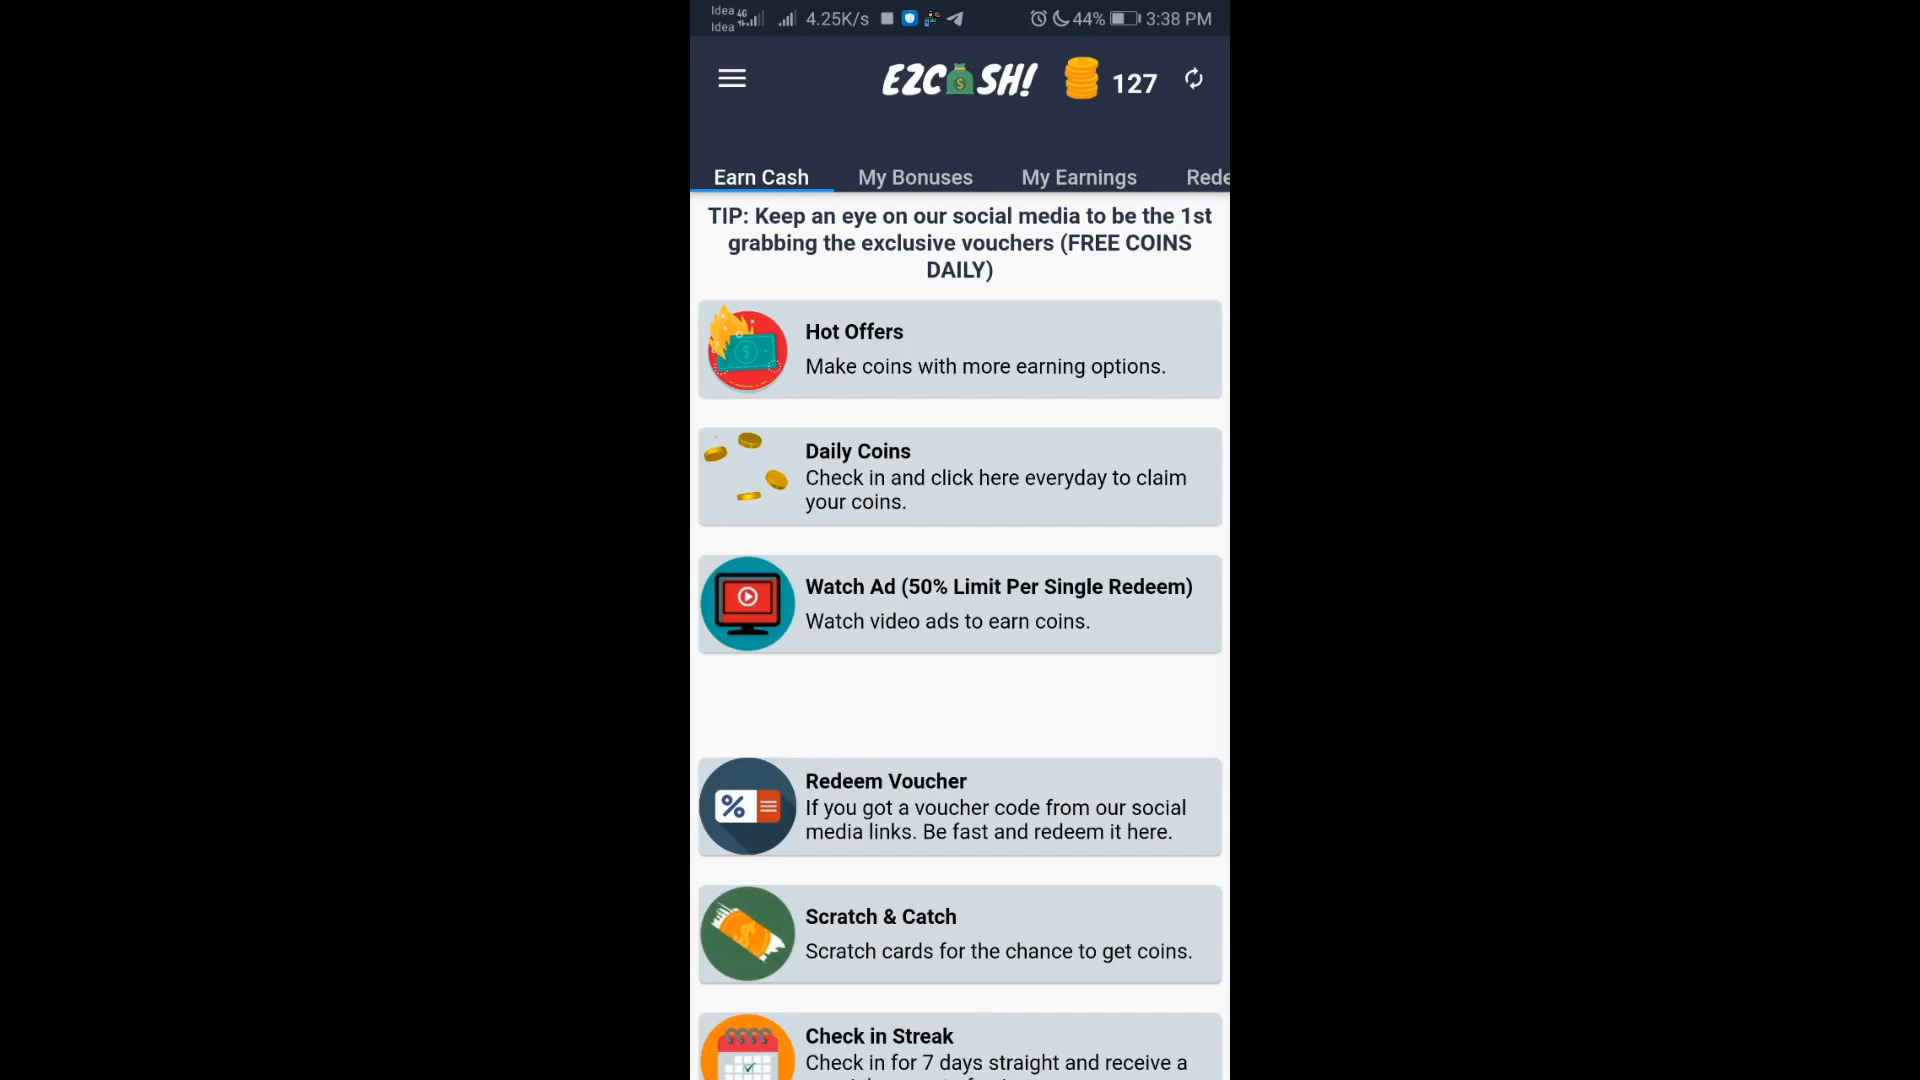 Idea 4G 4.25K/s 44% 3:38 PM
Idea
EZC$SH! 127
Earn Cash My Bonuses My Earnings Rede
TIP: Keep an eye on our social media to be the 1st
grabbing the exclusive vouchers (FREE COINS
DAILY)
Hot Offers
Make coins with more earning options.
Daily Coins
Check in and click here everyday to claim
your coins.
Watch Ad (50% Limit Per Single Redeem)
Watch video ads to earn coins.
Redeem Voucher
If you got a voucher code from our social
media links. Be fast and redeem it here.
Scratch & Catch
Scratch cards for the chance to get coins.
Check in Streak
Check in for 7 days straight and receive a